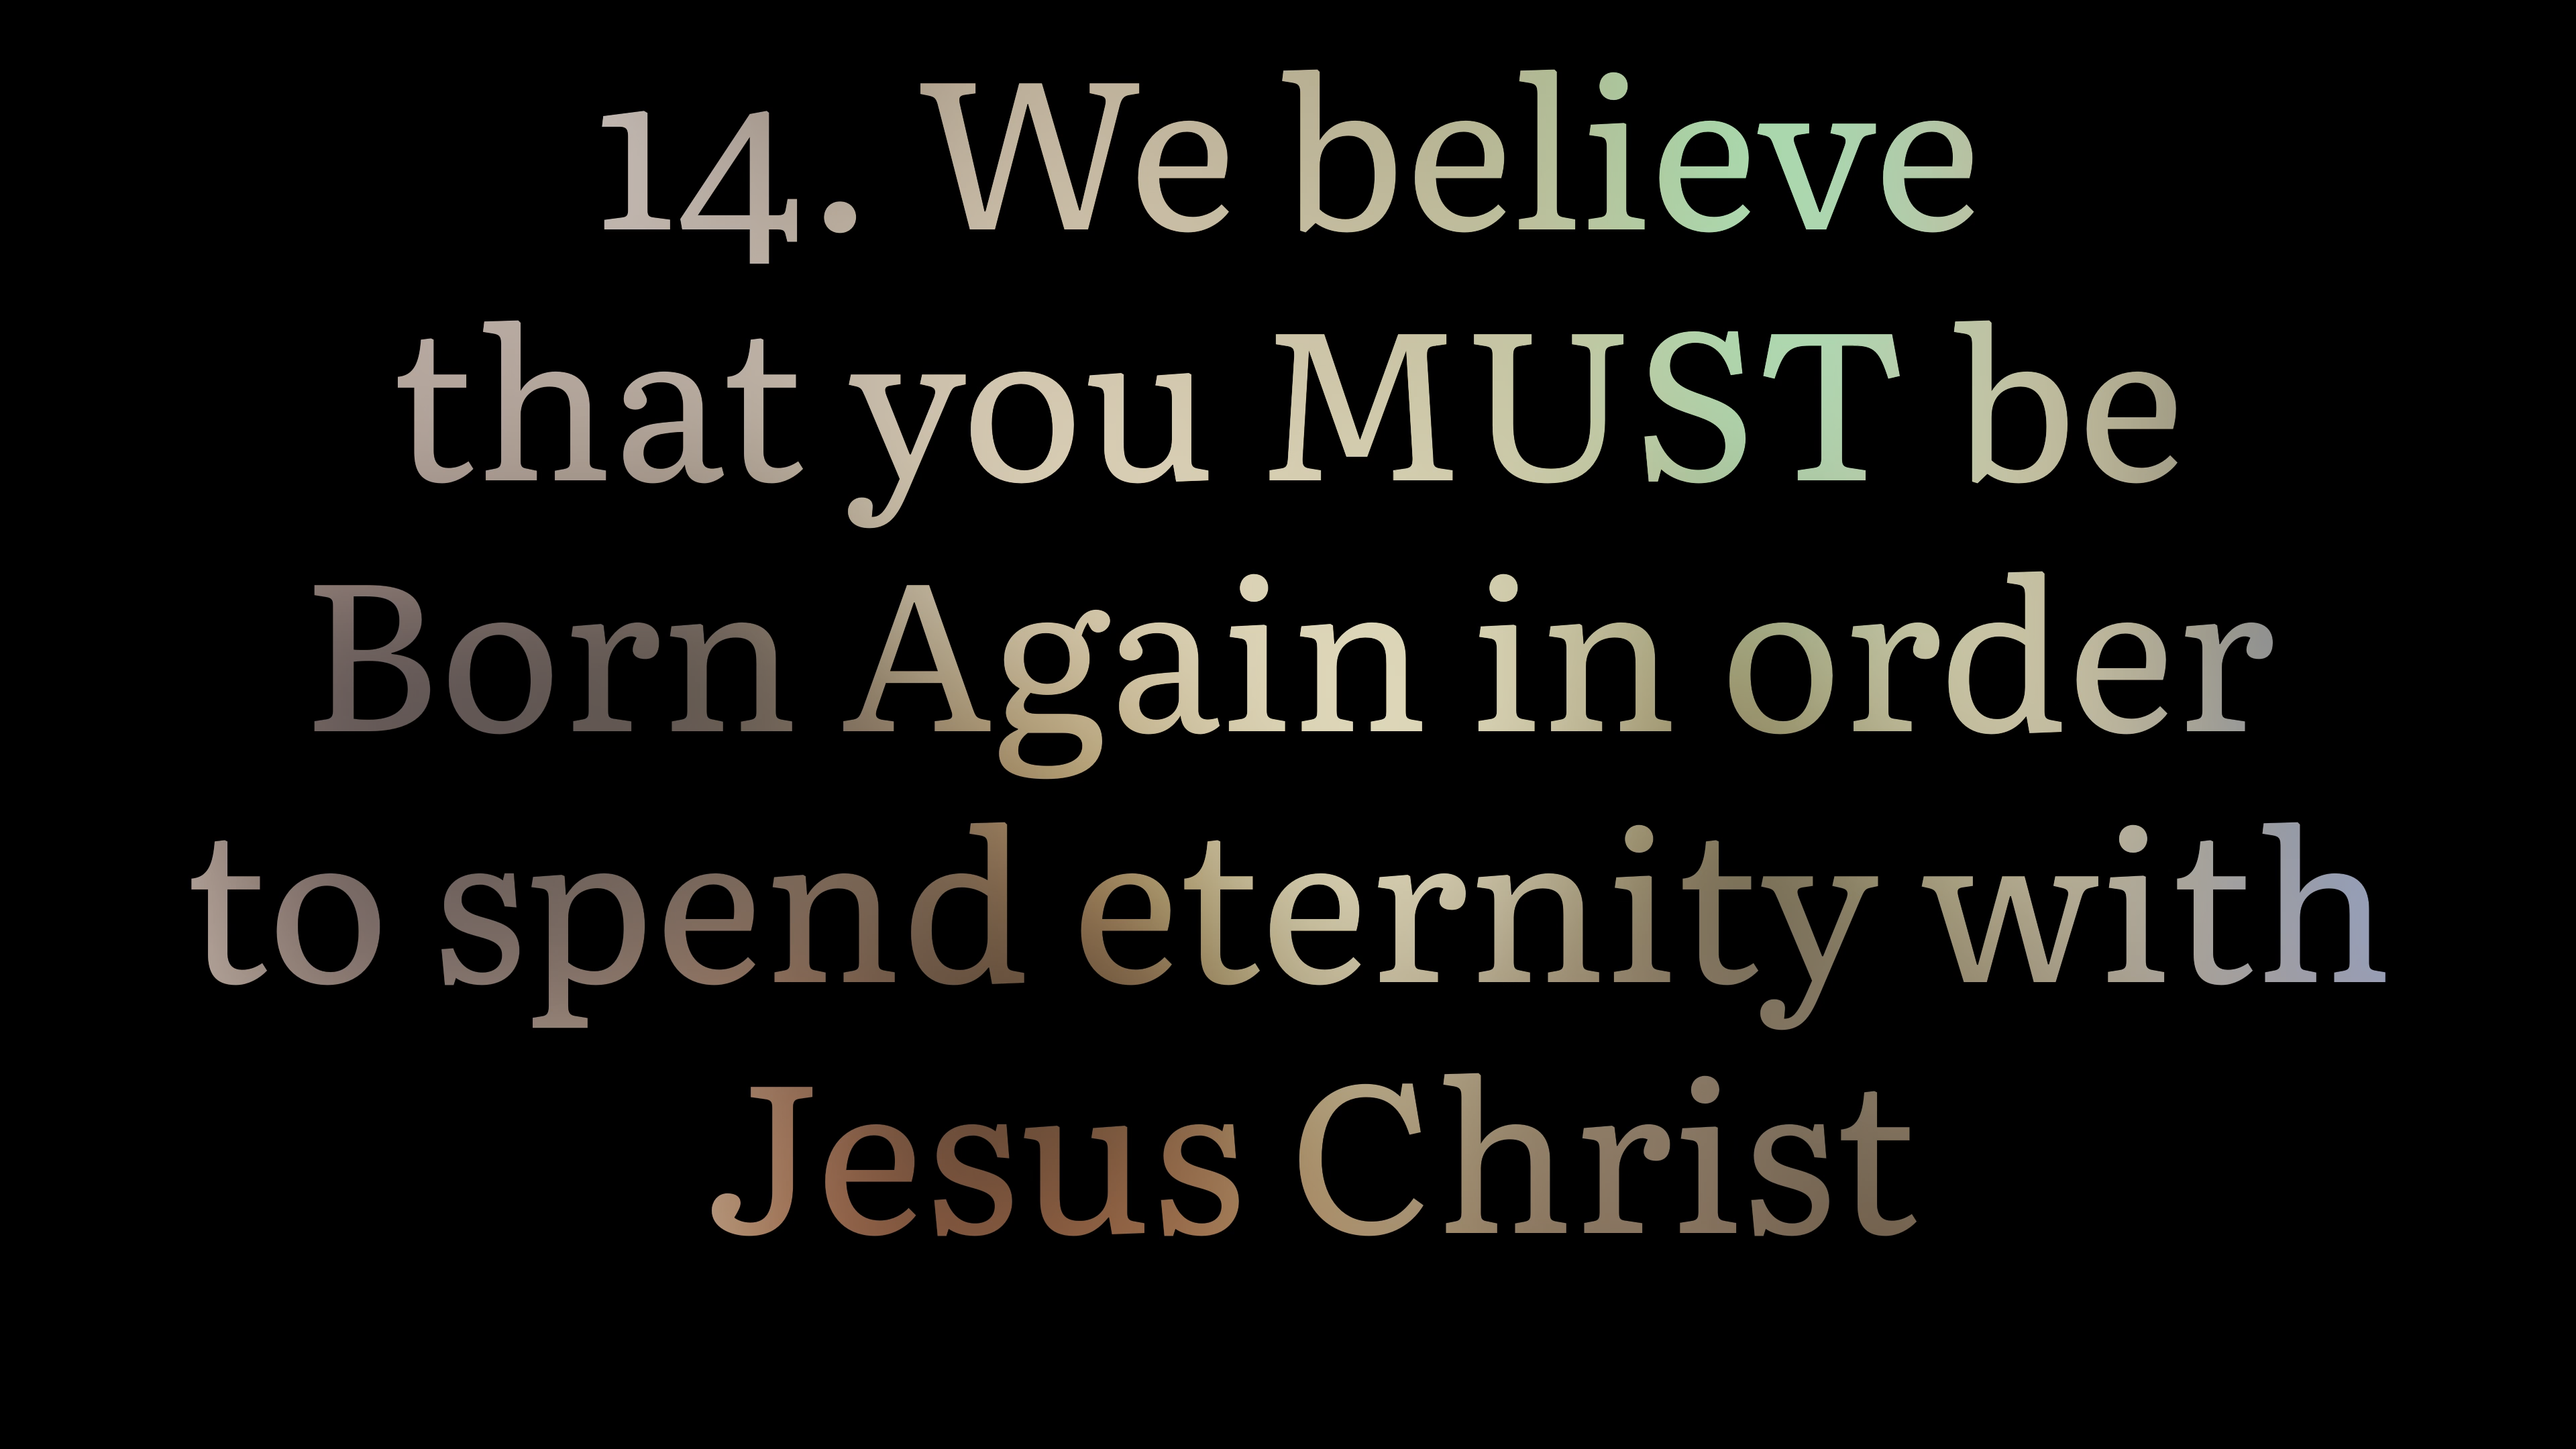 14. We believe
that you MUST be
Born Again in order
to spend eternity with
Jesus Christ